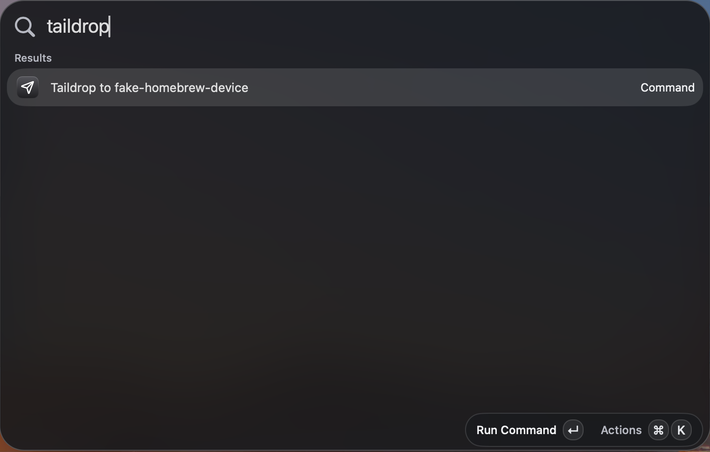 taildrop
Results
Taildrop to fake-homebrew-device Command
Run Command ↵ Actions ⌘ K